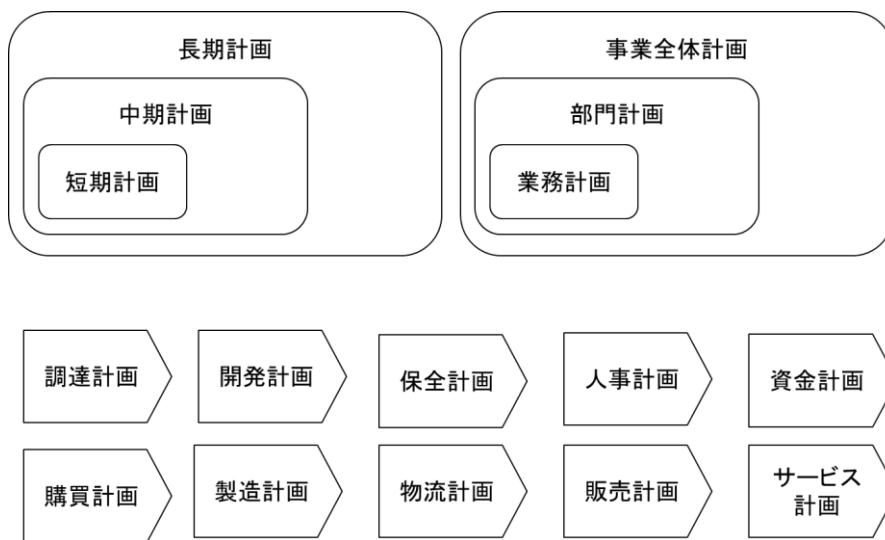 長期計画
中期計画
短期計画
事業全体計画
部門計画
業務計画
調達計画
開発計画
保全計画
人事計画
資金計画
購買計画
製造計画
物流計画
販売計画
サービス
計画